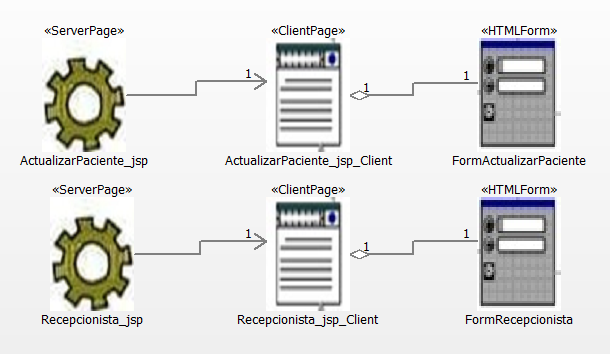 «ServerPage» «ClientPage» «HTMLForm»
1 1 1
ActualizarPaciente_jsp ActualizarPaciente_jsp_Client FormActualizarPaciente
«ServerPage» «ClientPage» «HTMLForm»
1 1 1
Recepcionista_jsp Recepcionista_jsp_Client FormRecepcionista